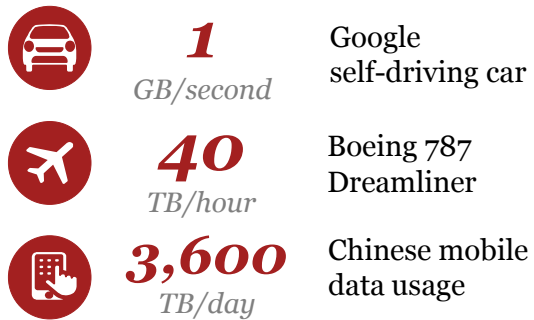 1
GB/second
Google
self-driving car
40
TB/hour
Boeing 787
Dreamliner
3,600
TB/day
Chinese mobile
data usage